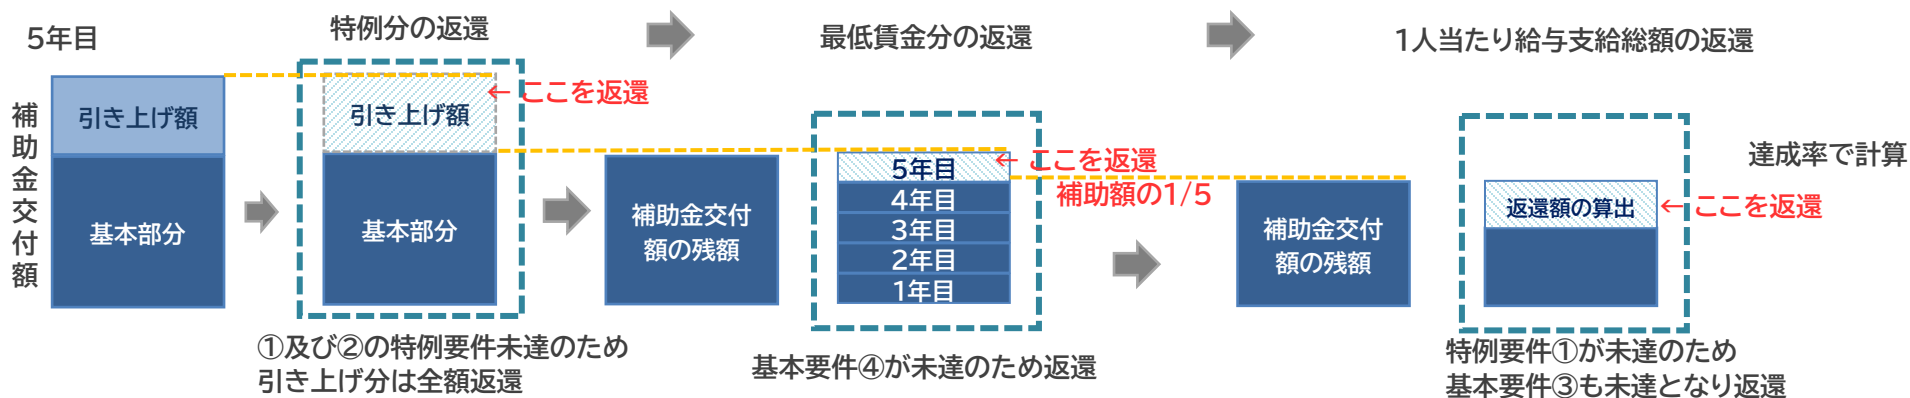 5年目
特例分の返還
最低賃金分の返還
1人当たり給与支給総額の返還
補助金交付額
引き上げ額
基本部分
引き上げ額
← ここを返還
基本部分
①及び②の特例要件未達のため
引き上げ分は全額返還
補助金交付
額の残額
5年目
4年目
3年目
2年目
1年目
← ここを返還
補助額の1/5
基本要件④が未達のため返還
補助金交付
額の残額
達成率で計算
返還額の算出
← ここを返還
特例要件①が未達のため
基本要件③も未達となり返還